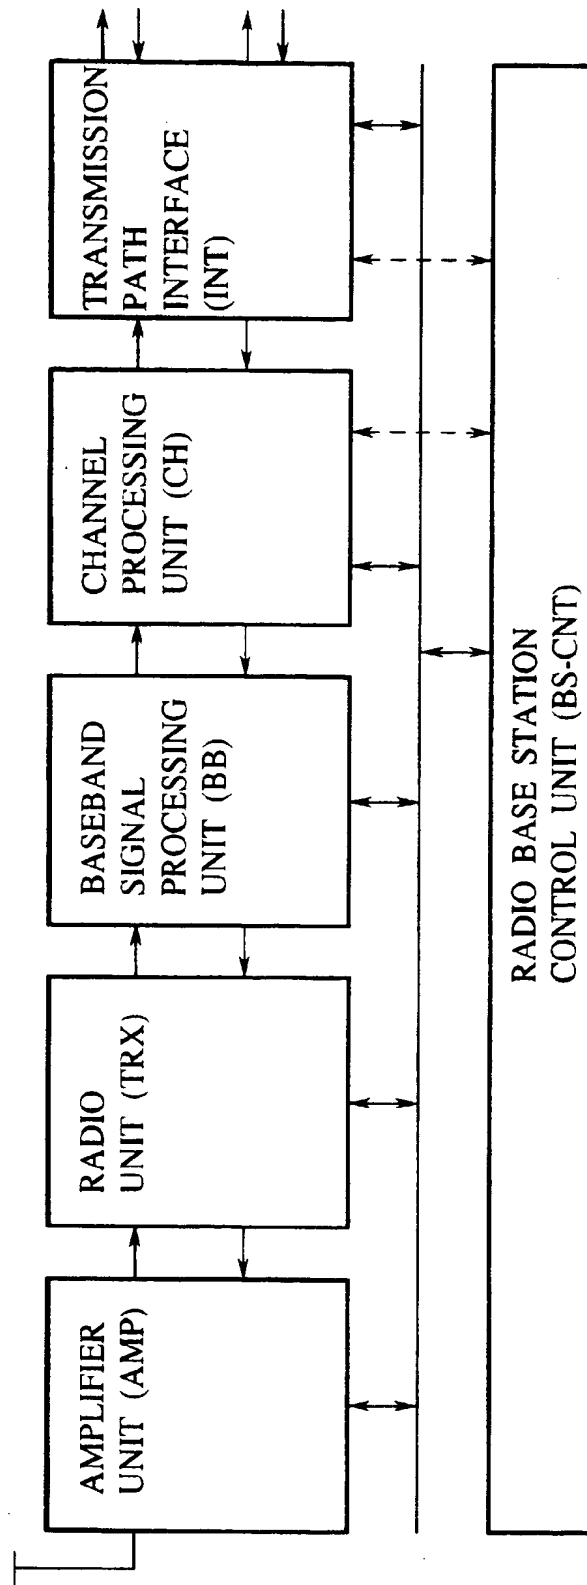 AMPLIFIER
UNIT (AMP)
RADIO
UNIT (TRX)
BASEBAND
SIGNAL
PROCESSING
UNIT (BB)
CHANNEL
PROCESSING
UNIT (CH)
TRANSMISSION
PATH
INTERFACE
(INT)
RADIO BASE STATION
CONTROL UNIT (BS-CNT)